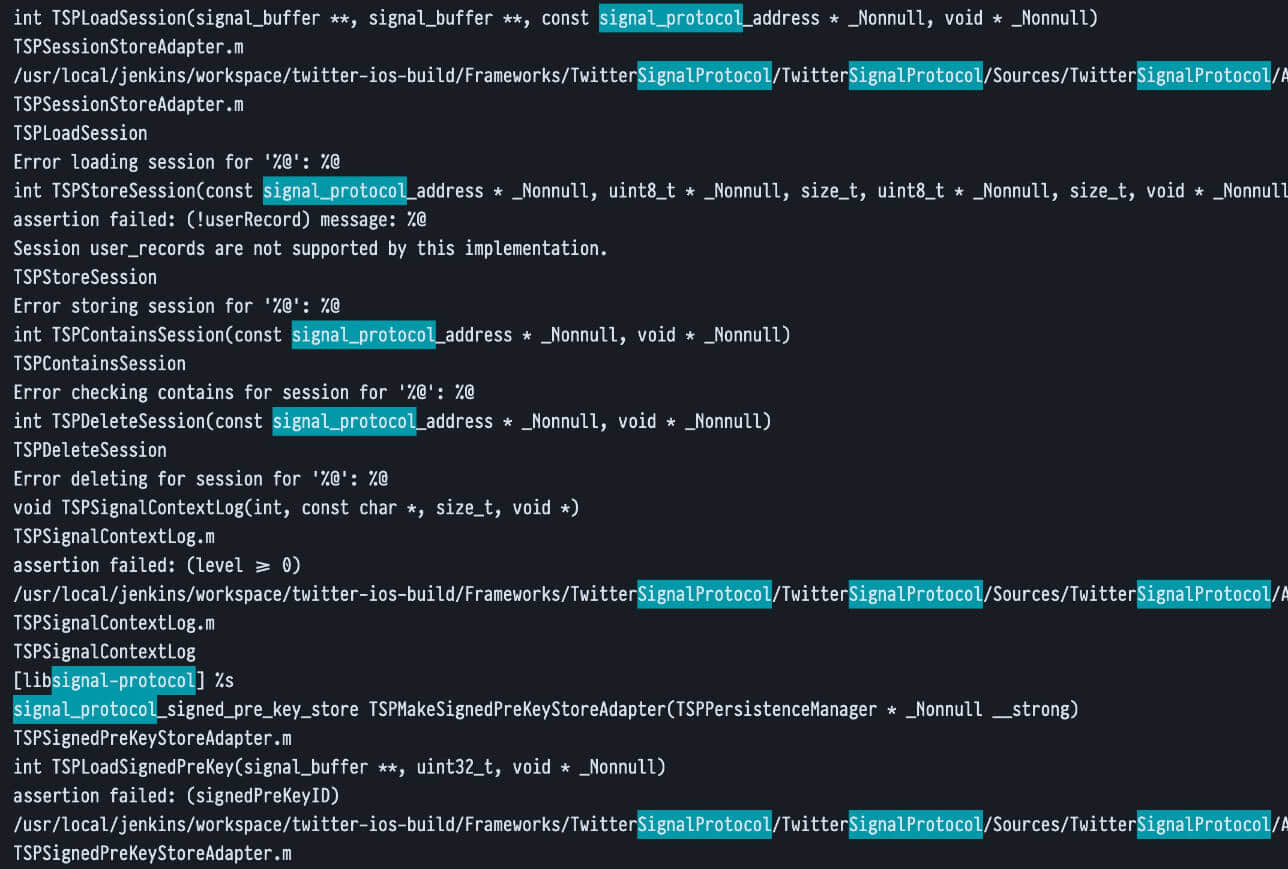 int TSPLoadSession(signal_buffer **, signal_buffer **, const signal_protocol_address * _Nonnull, void * _Nonnull)
TSPSessionStoreAdapter.m
/usr/local/jenkins/workspace/twitter-ios-build/Frameworks/TwitterSignalProtocol/TwitterSignalProtocol/Sources/TwitterSignalProtocol/A
TSPSessionStoreAdapter.m
TSPLoadSession
Error loading session for '%@': %@
int TSPStoreSession(const signal_protocol_address * _Nonnull, uint8_t * _Nonnull, size_t, uint8_t * _Nonnull, size_t, void * _Nonnull
assertion failed: (!userRecord) message: %@
Session user_records are not supported by this implementation.
TSPStoreSession
Error storing session for '%@': %@
int TSPContainsSession(const signal_protocol_address * _Nonnull, void * _Nonnull)
TSPContainsSession
Error checking contains for session for '%@': %@
int TSPDeleteSession(const signal_protocol_address * _Nonnull, void * _Nonnull)
TSPDeleteSession
Error deleting for session for '%@': %@
void TSPSignalContextLog(int, const char *, size_t, void *)
TSPSignalContextLog.m
assertion failed: (level ≥ 0)
/usr/local/jenkins/workspace/twitter-ios-build/Frameworks/TwitterSignalProtocol/TwitterSignalProtocol/Sources/TwitterSignalProtocol/A
TSPSignalContextLog.m
TSPSignalContextLog
[libsignal-protocol] %s
signal_protocol_signed_pre_key_store TSPMakeSignedPreKeyStoreAdapter(TSPPersistenceManager * _Nonnull __strong)
TSPSignedPreKeyStoreAdapter.m
int TSPLoadSignedPreKey(signal_buffer **, uint32_t, void * _Nonnull)
assertion failed: (signedPreKeyID)
/usr/local/jenkins/workspace/twitter-ios-build/Frameworks/TwitterSignalProtocol/TwitterSignalProtocol/Sources/TwitterSignalProtocol/A
TSPSignedPreKeyStoreAdapter.m